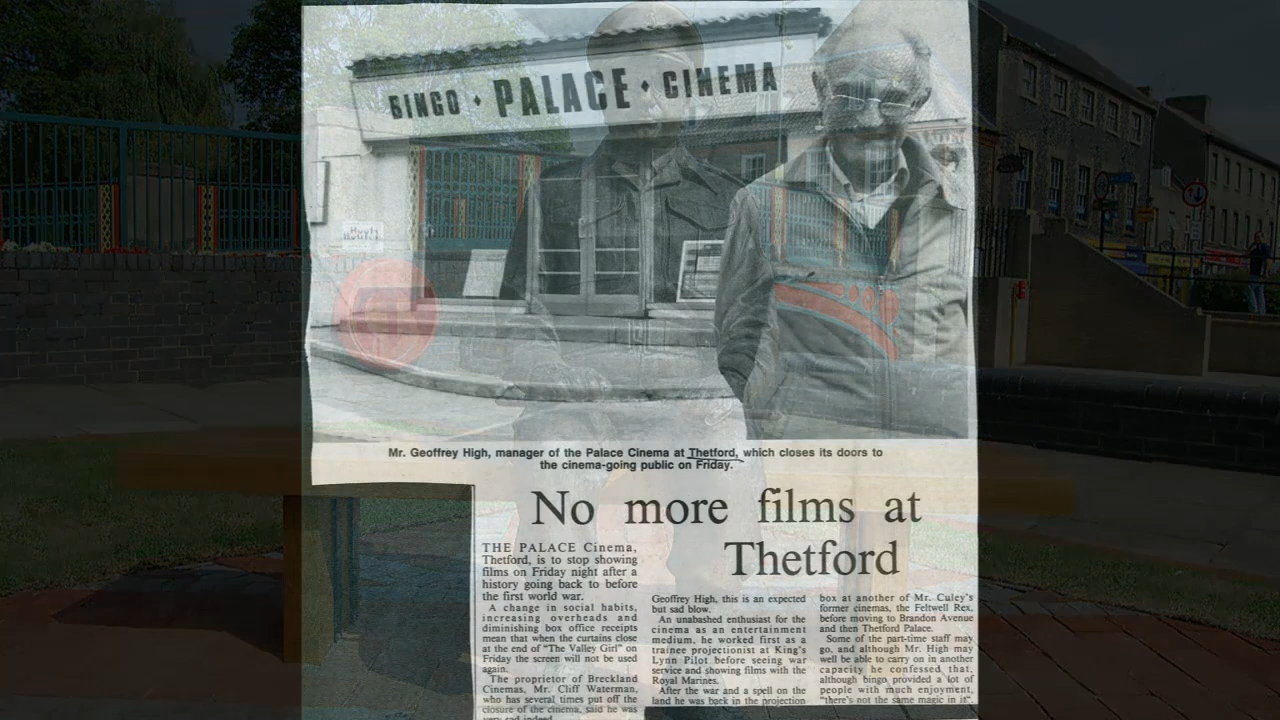 BINGO • PALACE • CINEMA
Mr. Geoffrey High, manager of the Palace Cinema at Thetford, which closes its doors to
the cinema-going public on Friday.
No more films at
Thetford
THE PALACE Cinema,
Thetford, is to stop showing
films on Friday night after a
history going back to before
the first world war.
A change in social habits,
increasing overheads and
diminishing box office receipts
mean that when the curtains close
at the end of "The Valley Girl" on
Friday the screen will not be used
again.
The proprietor of Breckland
Cinemas, Mr. Cliff Waterman,
who has several times put off the
closure of the cinema, said he was
very sad indeed.
Geoffrey High, this is an expected
but sad blow.
An unabashed enthusiast for the
cinema as an entertainment
medium, he worked first as a
trainee projectionist at King's
Lynn Pilot before seeing war
service and showing films with the
Royal Marines.
After the war and a spell on the
land he was back in the projection
box at another of Mr. Culey's
former cinemas, the Feltwell Rex,
before moving to Brandon Avenue
and then Thetford Palace.
Some of the part-time staff may
go, and although Mr. High may
well be able to carry on in another
capacity he confessed that,
although bingo provided a lot of
people with much enjoyment,
"there's not the same magic in it".